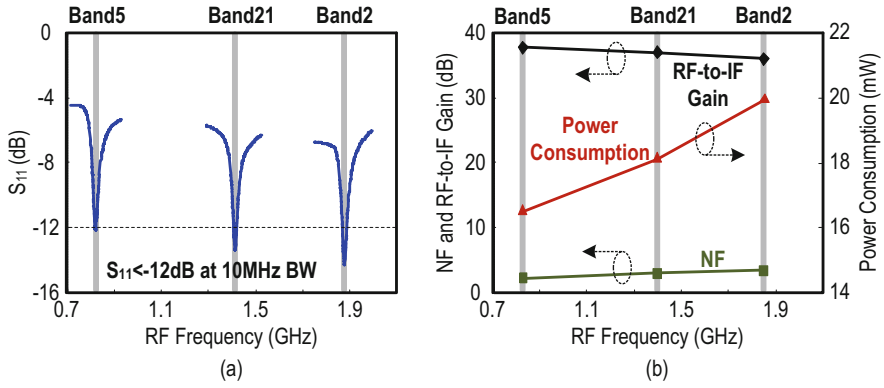 Band5 Band21 Band2
0
-4
-8
-12
-16
S11 (dB)
S11<-12dB at 10MHz BW
0.7 1.1 1.5 1.9
RF Frequency (GHz)
(a)
Band5 Band21 Band2
40
30
20
10
0
NF and RF-to-IF Gain (dB)
RF-to-IF
Gain
Power
Consumption
NF
22
20
18
16
14
Power Consumption (mW)
0.7 1.1 1.5 1.9
RF Frequency (GHz)
(b)